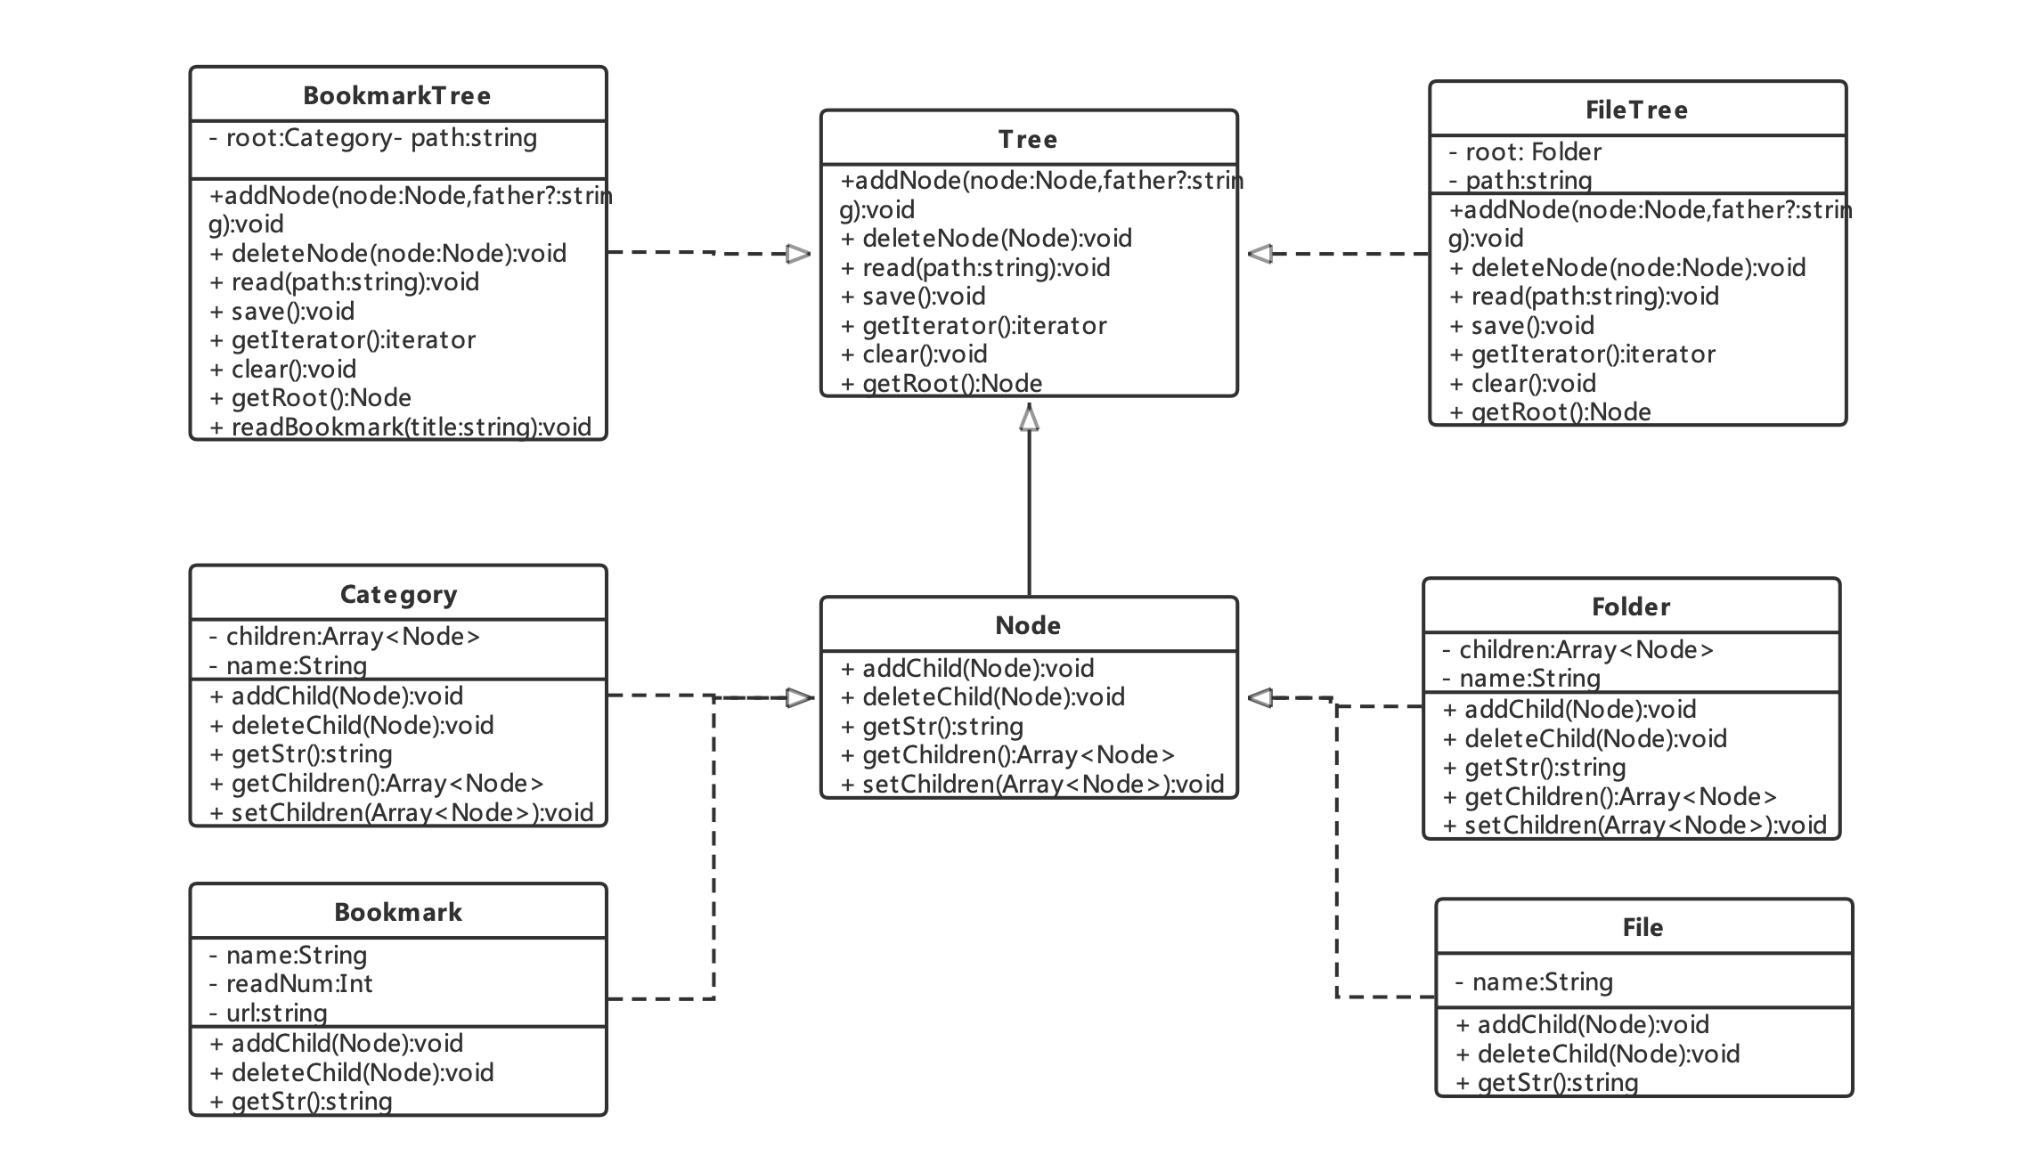 BookmarkTree
- root:Category- path:string
+addNode(node:Node,father?:strin
g):void
+ deleteNode(node:Node):void
+ read(path:string):void
+ save():void
+ getIterator():iterator
+ clear():void
+ getRoot():Node
+ readBookmark(title:string):void
Tree
+addNode(node:Node,father?:strin
g):void
+ deleteNode(Node):void
+ read(path:string):void
+ save():void
+ getIterator():iterator
+ clear():void
+ getRoot():Node
FileTree
- root: Folder
- path:string
+addNode(node:Node,father?:strin
g):void
+ deleteNode(node:Node):void
+ read(path:string):void
+ save():void
+ getIterator():iterator
+ clear():void
+ getRoot():Node
Category
- children:Array<Node>
- name:String
+ addChild(Node):void
+ deleteChild(Node):void
+ getStr():string
+ getChildren():Array<Node>
+ setChildren(Array<Node>):void
Node
+ addChild(Node):void
+ deleteChild(Node):void
+ getStr():string
+ getChildren():Array<Node>
+ setChildren(Array<Node>):void
Folder
- children:Array<Node>
- name:String
+ addChild(Node):void
+ deleteChild(Node):void
+ getStr():string
+ getChildren():Array<Node>
+ setChildren(Array<Node>):void
Bookmark
- name:String
- readNum:Int
- url:string
+ addChild(Node):void
+ deleteChild(Node):void
+ getStr():string
File
- name:String
+ addChild(Node):void
+ deleteChild(Node):void
+ getStr():string